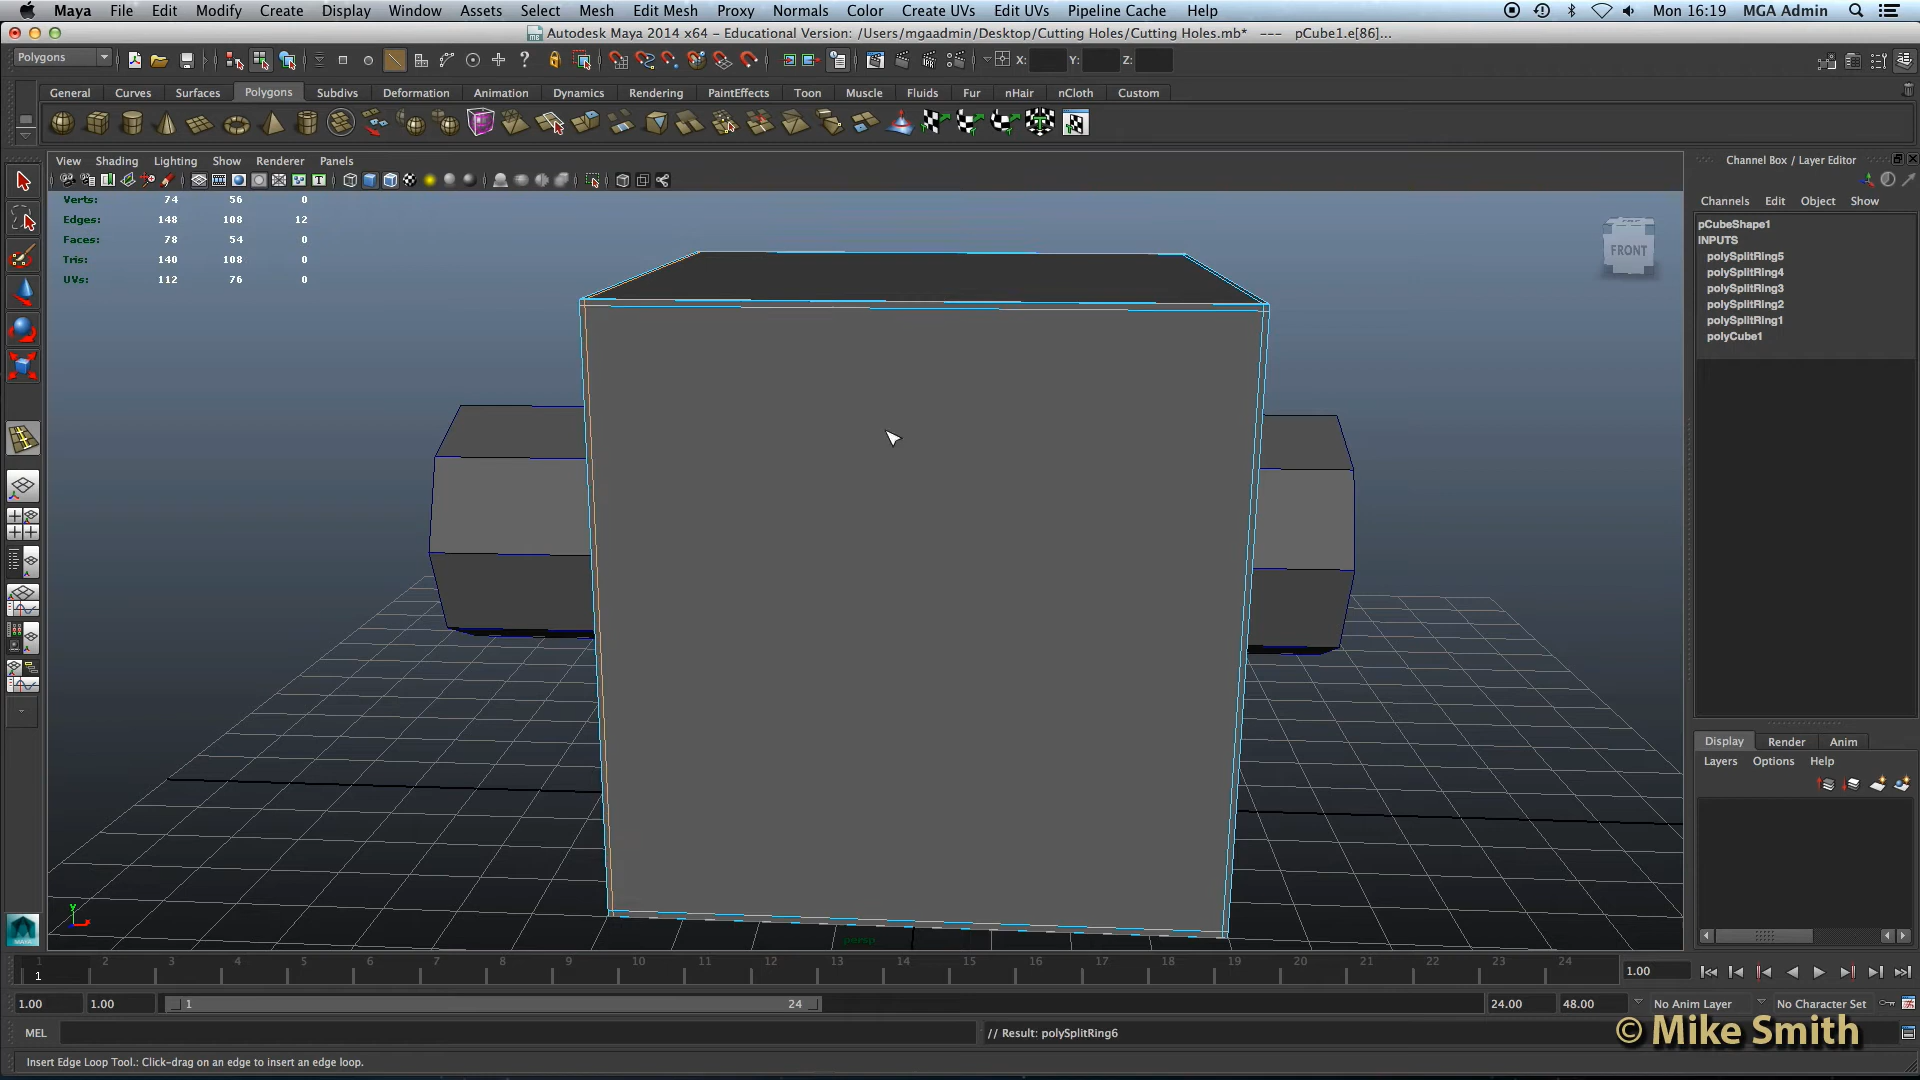 Maya File Edit Modify Create Display Window Assets Select Mesh Edit Mesh Proxy Normals Color Create UVs Edit UVs Pipeline Cache Help Mon 16:19 MGA Admin
Autodesk Maya 2014 x64 – Educational Version: /Users/mgaadmin/Desktop/Cutting Holes/Cutting Holes.mb* --- pCube1.e[86]...
Polygons X: Y: Z:
General Curves Surfaces Polygons Subdivs Deformation Animation Dynamics Rendering PaintEffects Toon Muscle Fluids Fur nHair nCloth Custom
View Shading Lighting Show Renderer Panels
Channel Box / Layer Editor
Channels Edit Object Show
Verts: 74 56 0
Edges: 148 108 12
Faces: 78 54 0
Tris: 140 108 0
UVs: 112 76 0
FRONT
pCubeShape1
INPUTS
polySplitRing5
polySplitRing4
polySplitRing3
polySplitRing2
polySplitRing1
polyCube1
Display Render Anim
Layers Options Help
persp
1 2 3 4 5 6 7 8 9 10 11 12 13 14 15 16 17 18 19 20 21 22 23 24
1 1.00
1.00 1.00 1 24 24.00 48.00 No Anim Layer No Character Set
MEL // Result: polySplitRing6
© Mike Smith
Insert Edge Loop Tool.: Click-drag on an edge to insert an edge loop.